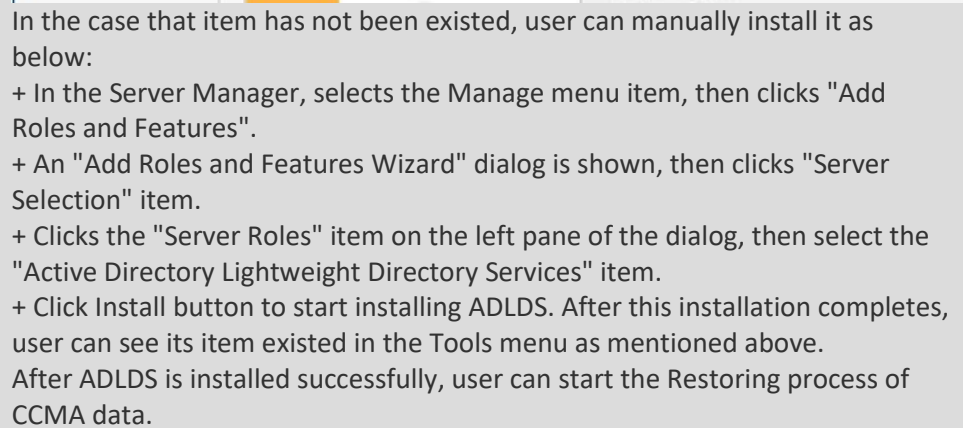 In the case that item has not been existed, user can manually install it as
below:
+ In the Server Manager, selects the Manage menu item, then clicks "Add
Roles and Features".
+ An "Add Roles and Features Wizard" dialog is shown, then clicks "Server
Selection" item.
+ Clicks the "Server Roles" item on the left pane of the dialog, then select the
"Active Directory Lightweight Directory Services" item.
+ Click Install button to start installing ADLDS. After this installation completes,
user can see its item existed in the Tools menu as mentioned above.
After ADLDS is installed successfully, user can start the Restoring process of
CCMA data.